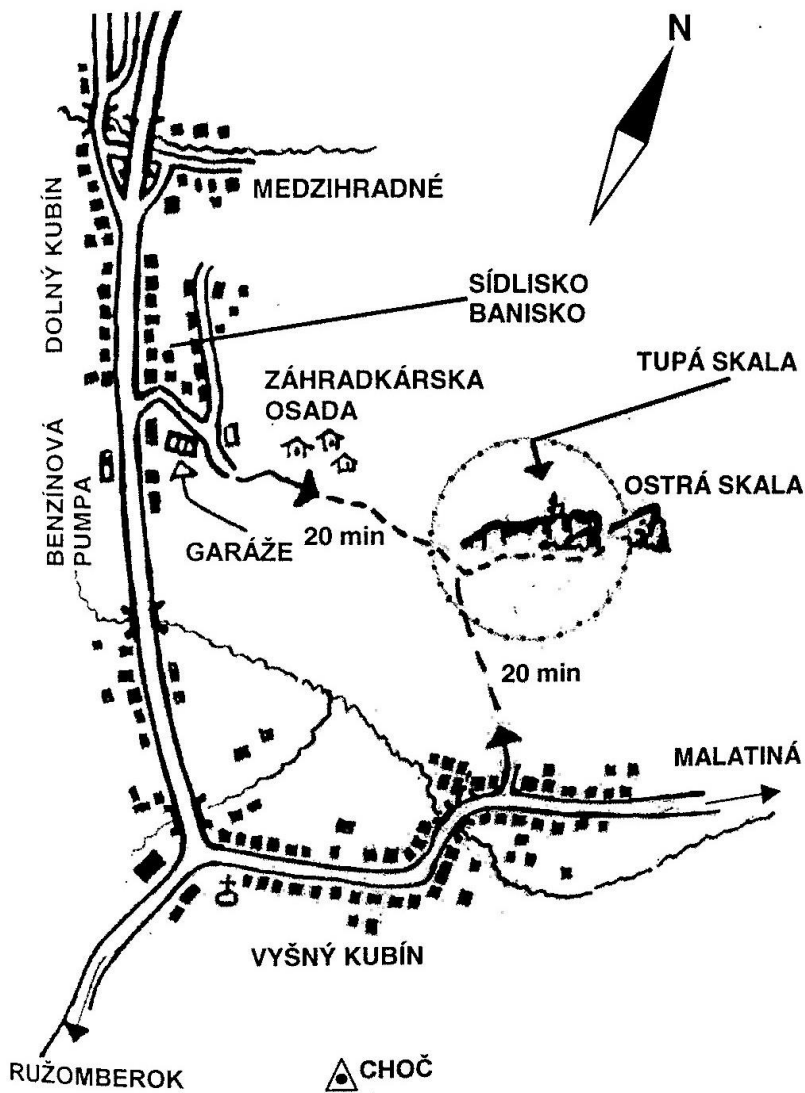 N
MEDZIHRADNÉ
DOLNÝ KUBÍN
SÍDLISKO
BANISKO
TUPÁ SKALA
ZÁHRADKÁRSKA
OSADA
OSTRÁ SKALA
BENZÍNOVÁ
PUMPA
20 min
GARÁŽE
20 min
MALATINÁ
VYŠNÝ KUBÍN
RUŽOMBEROK
CHOČ